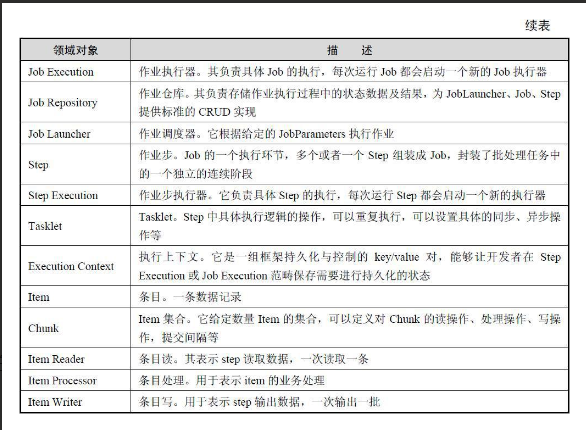 续表
领域对象 描 述
Job Execution 作业执行器。其负责具体 Job 的执行，每次运行 Job 都会启动一个新的 Job 执行器
Job Repository 作业仓库。其负责存储作业执行过程中的状态数据及结果，为 JobLauncher、Job、Step
提供标准的 CRUD 实现
Job Launcher 作业调度器。它根据给定的 JobParameters 执行作业
Step 作业步。Job 的一个执行环节，多个或者一个 Step 组装成 Job，封装了批处理任务中
的一个独立的连续阶段
Step Execution 作业步执行器。它负责具体 Step 的执行，每次运行 Step 都会启动一个新的执行器
Tasklet Tasklet。Step 中具体执行逻辑的操作，可以重复执行，可以设置具体的同步、异步操
作等
Execution Context 执行上下文。它是一组框架持久化与控制的 key/value 对，能够让开发者在 Step
Execution 或 Job Execution 范畴保存需要进行持久化的状态
Item 条目。一条数据记录
Chunk Item 集合。它给定数量 Item 的集合，可以定义对 Chunk 的读操作、处理操作、写操
作，提交间隔等
Item Reader 条目读。其表示 step 读取数据，一次读取一条
Item Processor 条目处理。用于表示 item 的业务处理
Item Writer 条目写。用于表示 step 输出数据，一次输出一批